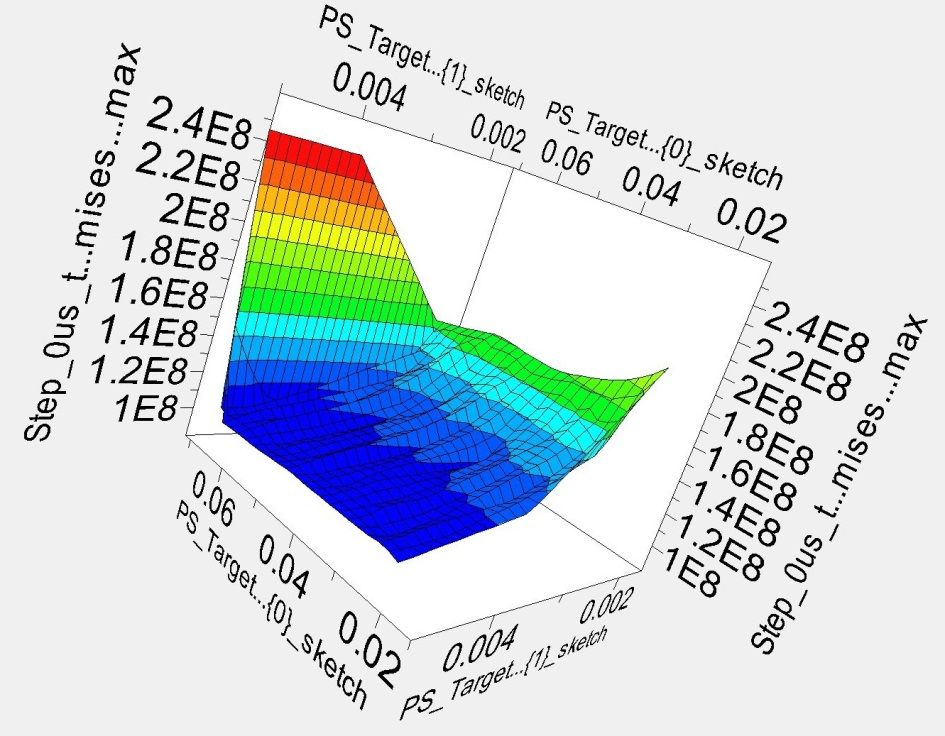 PS_Target...{1}_sketch
0.004
0.002
PS_Target...{0}_sketch
0.06
0.04
0.02
Step_0us_t...mises...max
2.4E8
2.2E8
2E8
1.8E8
1.6E8
1.4E8
1.2E8
1E8
2.4E8
2.2E8
2E8
1.8E8
1.6E8
1.4E8
1.2E8
1E8
Step_0us_t...mises...max
0.06
0.04
0.02
PS_Target...{0}_sketch
0.004
0.002
PS_Target...{1}_sketch